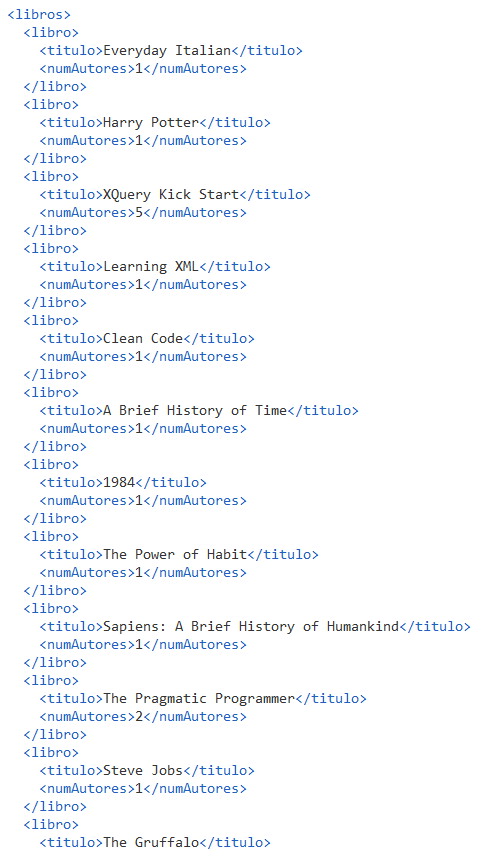 <libros>
<libro>
<titulo>Everyday Italian</titulo>
<numAutores>1</numAutores>
</libro>
<libro>
<titulo>Harry Potter</titulo>
<numAutores>1</numAutores>
</libro>
<libro>
<titulo>XQuery Kick Start</titulo>
<numAutores>5</numAutores>
</libro>
<libro>
<titulo>Learning XML</titulo>
<numAutores>1</numAutores>
</libro>
<libro>
<titulo>Clean Code</titulo>
<numAutores>1</numAutores>
</libro>
<libro>
<titulo>A Brief History of Time</titulo>
<numAutores>1</numAutores>
</libro>
<libro>
<titulo>1984</titulo>
<numAutores>1</numAutores>
</libro>
<libro>
<titulo>The Power of Habit</titulo>
<numAutores>1</numAutores>
</libro>
<libro>
<titulo>Sapiens: A Brief History of Humankind</titulo>
<numAutores>1</numAutores>
</libro>
<libro>
<titulo>The Pragmatic Programmer</titulo>
<numAutores>2</numAutores>
</libro>
<libro>
<titulo>Steve Jobs</titulo>
<numAutores>1</numAutores>
</libro>
<libro>
<titulo>The Gruffalo</titulo>